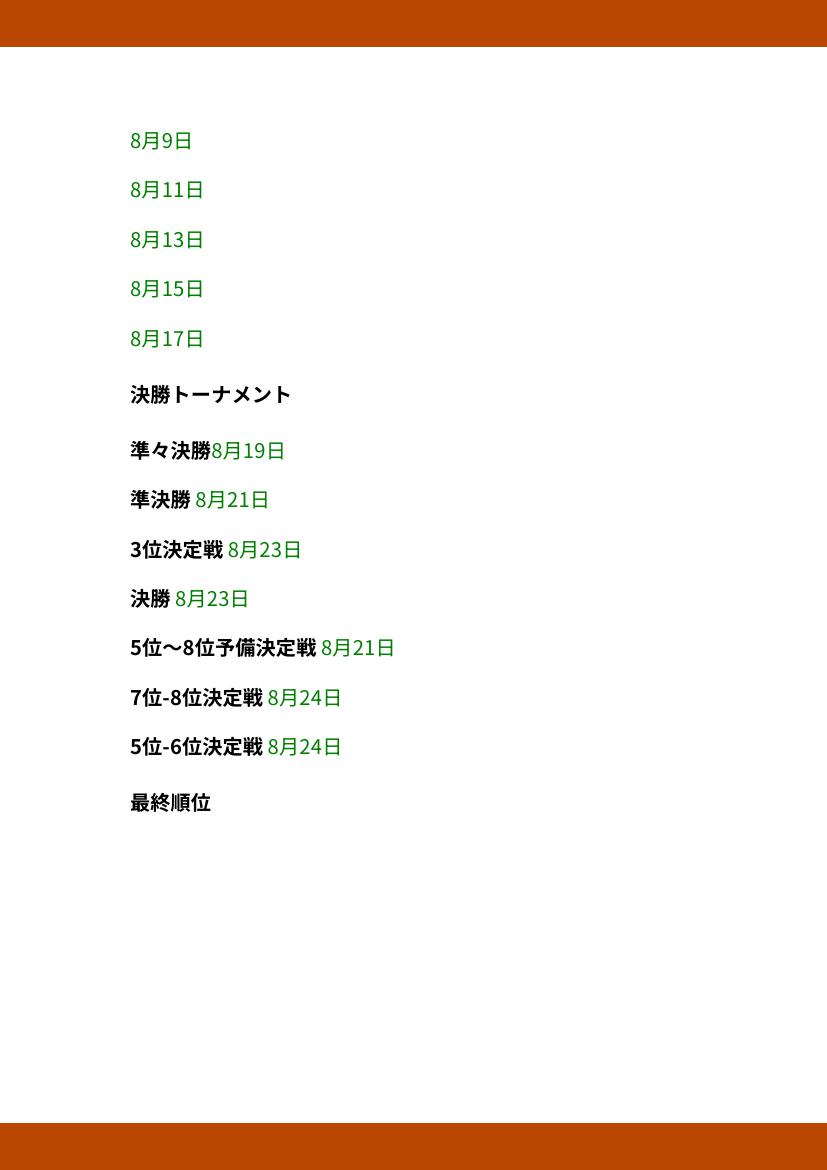 8月9日
8月11日
8月13日
8月15日
8月17日
決勝トーナメント
準々決勝8月19日
準決勝 8月21日
3位決定戦 8月23日
決勝 8月23日
5位〜8位予備決定戦 8月21日
7位-8位決定戦 8月24日
5位-6位決定戦 8月24日
最終順位